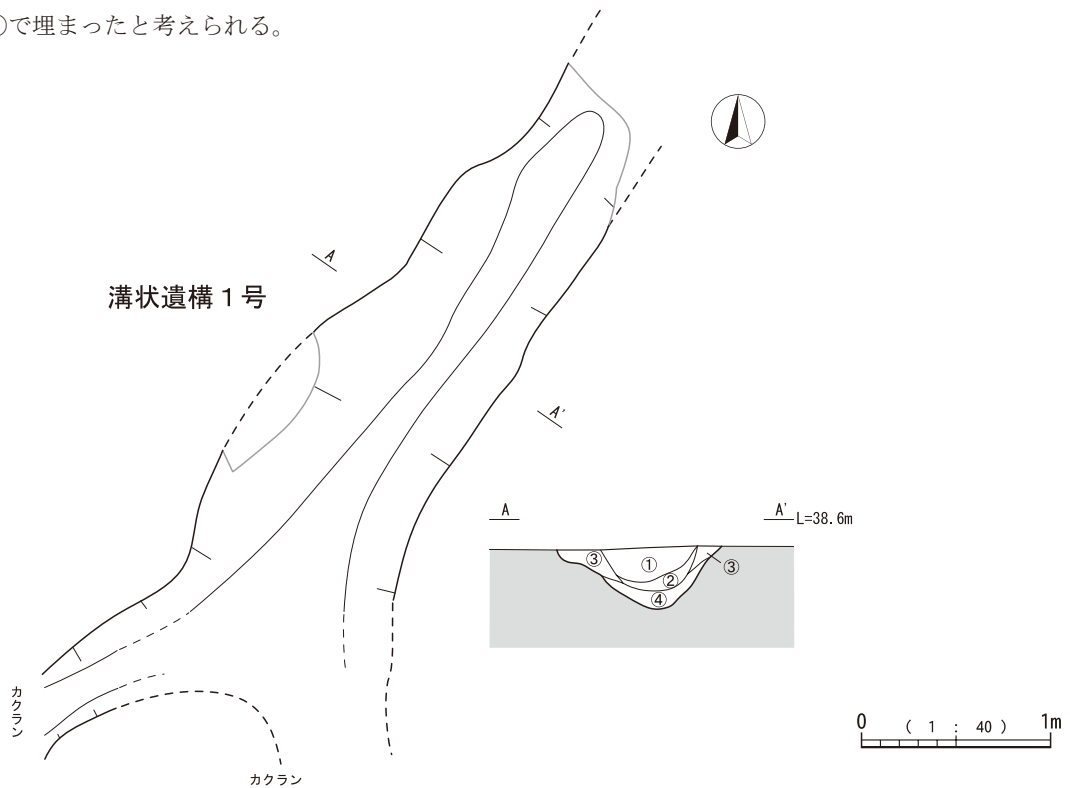 で埋まったと考えられる。
A
溝状遺構１号
A'
A
A'
L=38.6m
③
①
②
③
④
カクラン
カクラン
0
( 1 : 40 )
1m